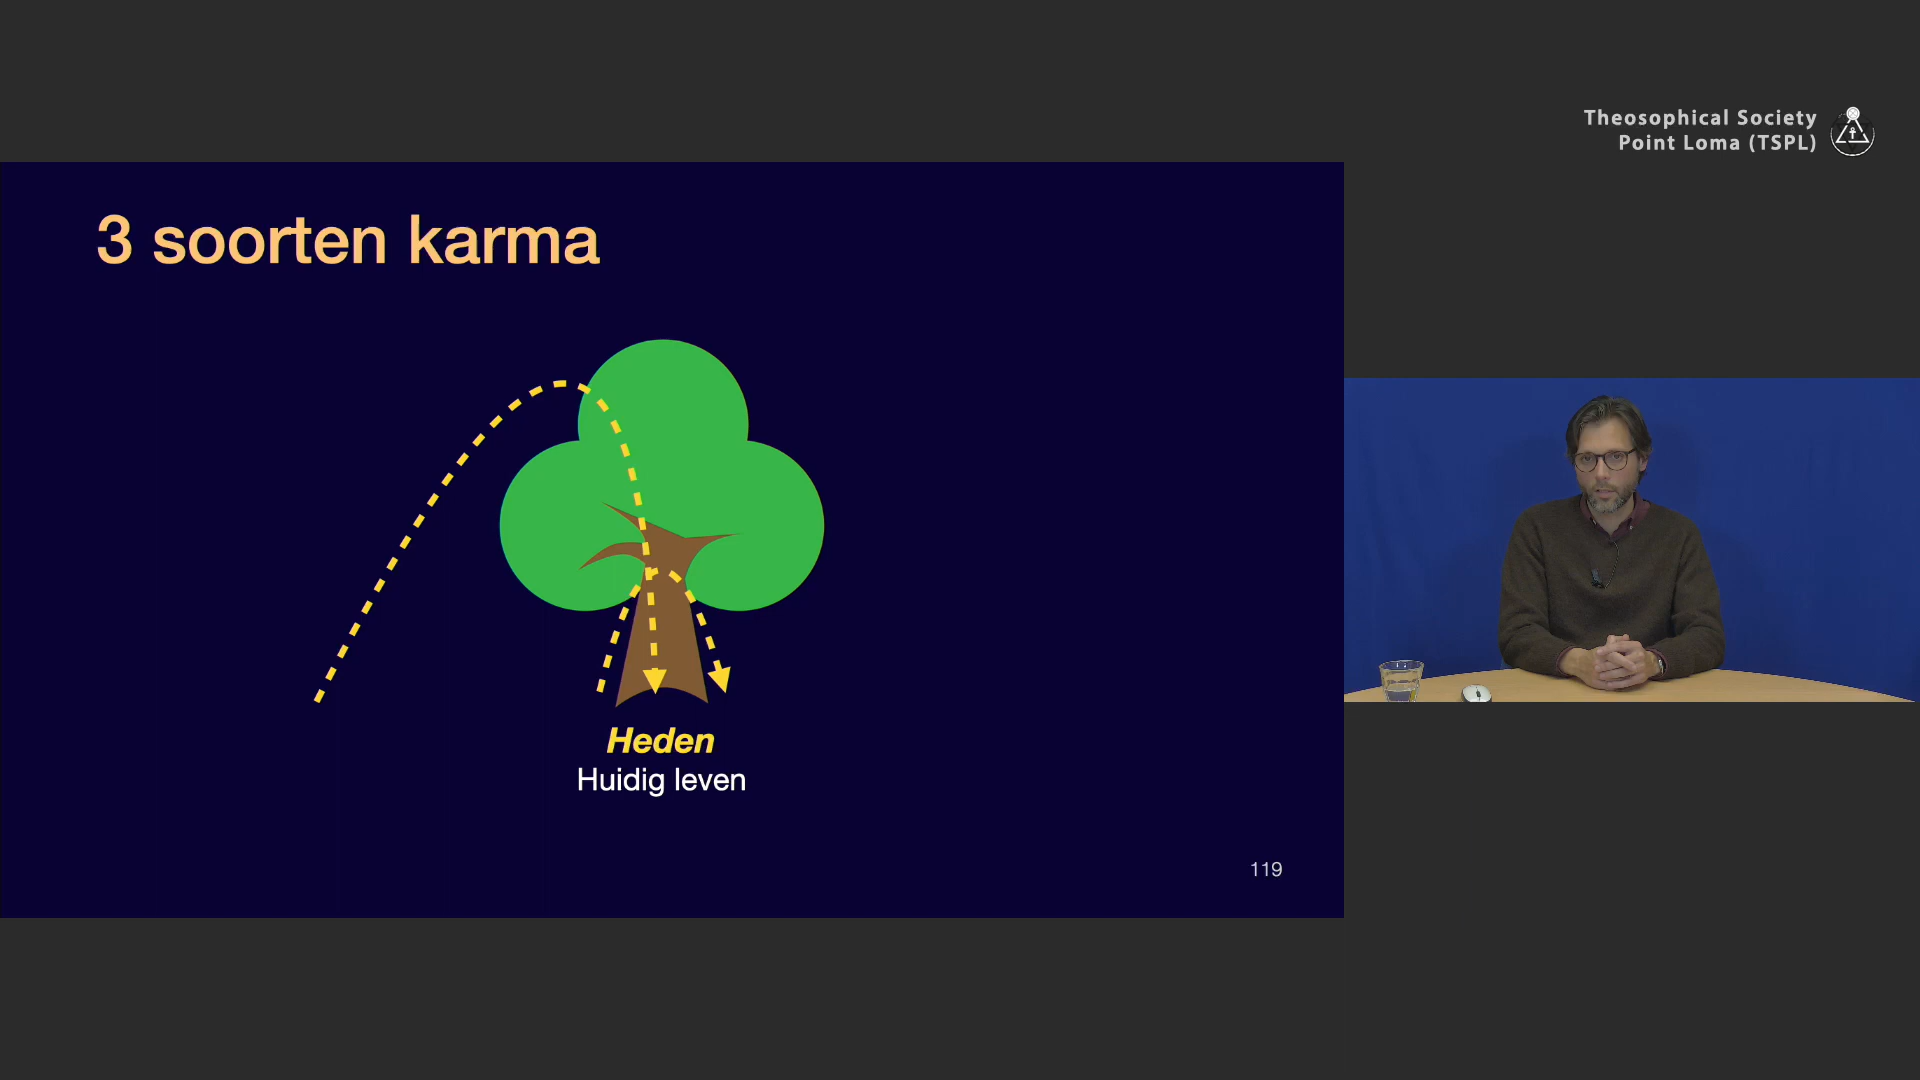 Theosophical Society
Point Loma (TSPL)
3 soorten karma
Heden
Huidig leven
119